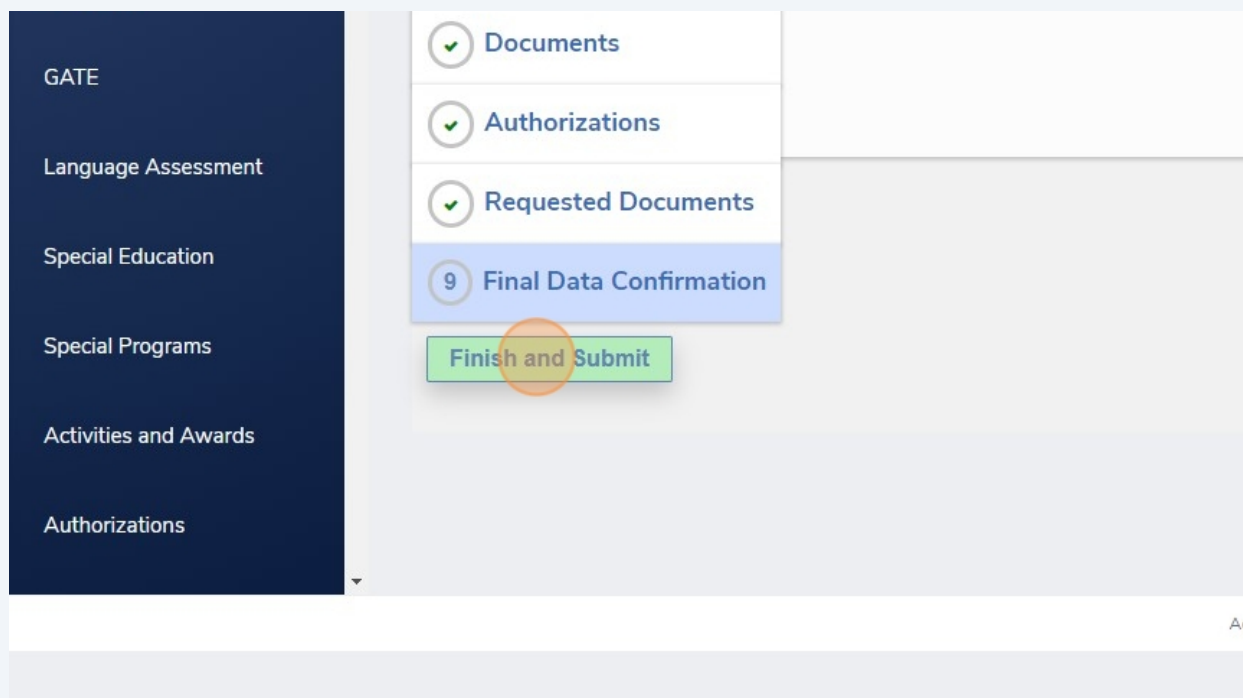 GATE
Language Assessment
Special Education
Special Programs
Activities and Awards
Authorizations
Documents
Authorizations
Requested Documents
9 Final Data Confirmation
Finish and Submit